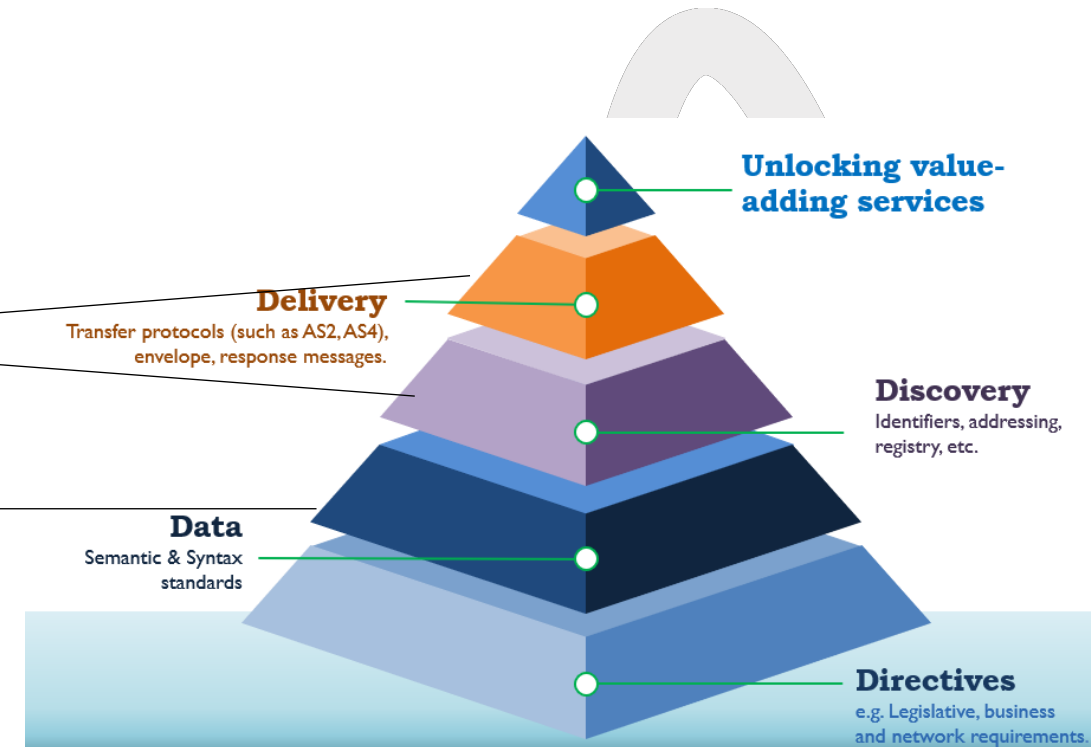 Unlocking value-
adding services
Delivery
Transfer protocols (such as AS2, AS4),
envelope, response messages.
Discovery
Identifiers, addressing,
registry, etc.
Data
Semantic & Syntax
standards
Directives
e.g. Legislative, business
and network requirements.